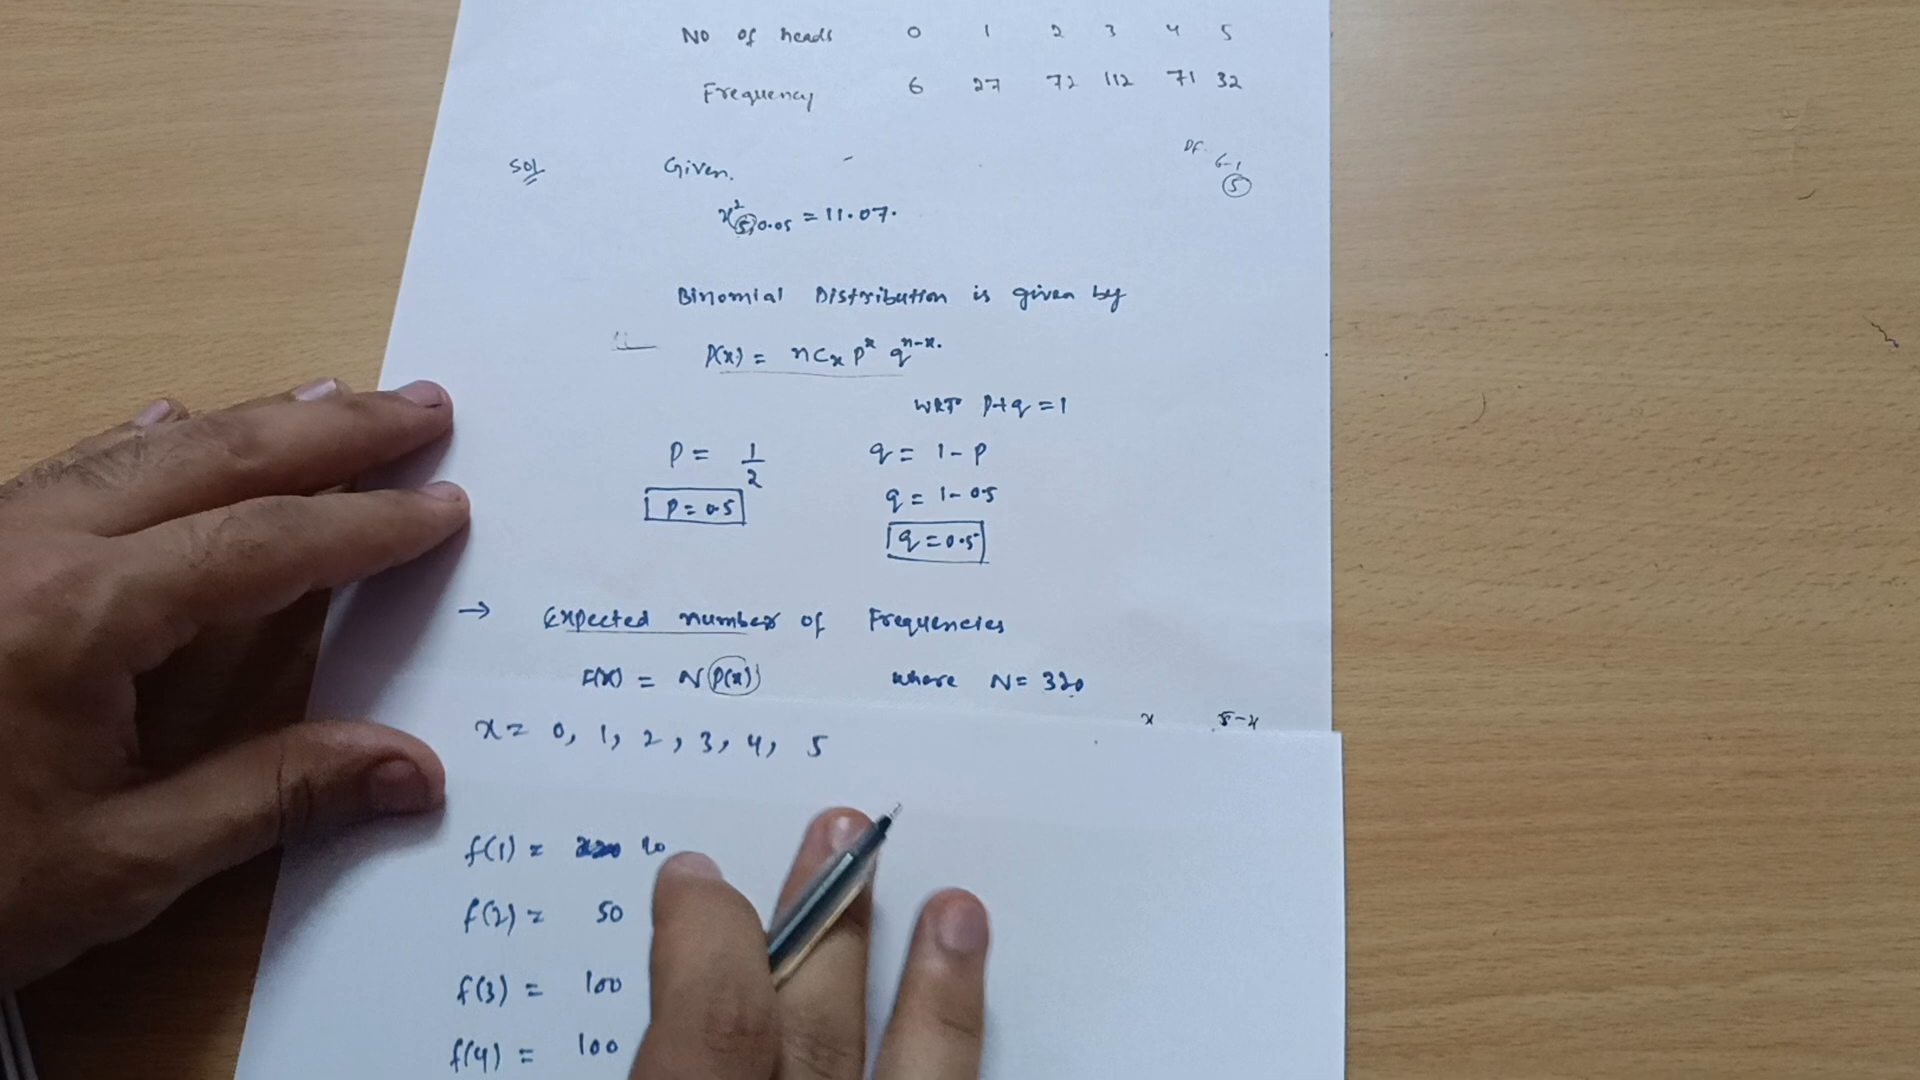 No of heads 0 1 2 3 4 5
Frequency 6 27 72 112 71 32
DF. 6-1
5
Sol Given.
x²5,0.05 = 11.07.
Binomial Distribution is given by
P(x) = nCx p^x q^n-x.
WKT p+q = 1
P = 1/2 q = 1-P
P = 0.5 q = 1-0.5
q = 0.5
→ Expected number of Frequencies
F(x) = N P(x) where N = 320
x 5-x
x = 0, 1, 2, 3, 4, 5
f(1) = 10
f(2) = 50
f(3) = 100
f(4) = 100